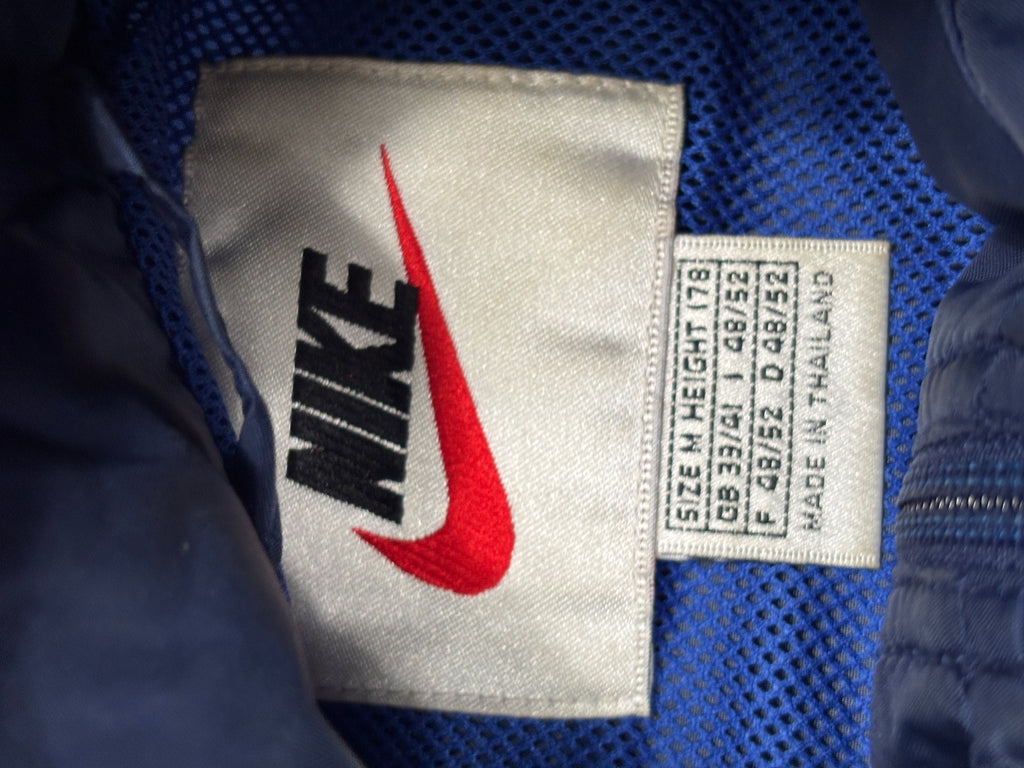 NIKE
SIZE M HEIGHT 178
GB 39/41 I 48/52
F 48/52 D 48/52
MADE IN THAILAND